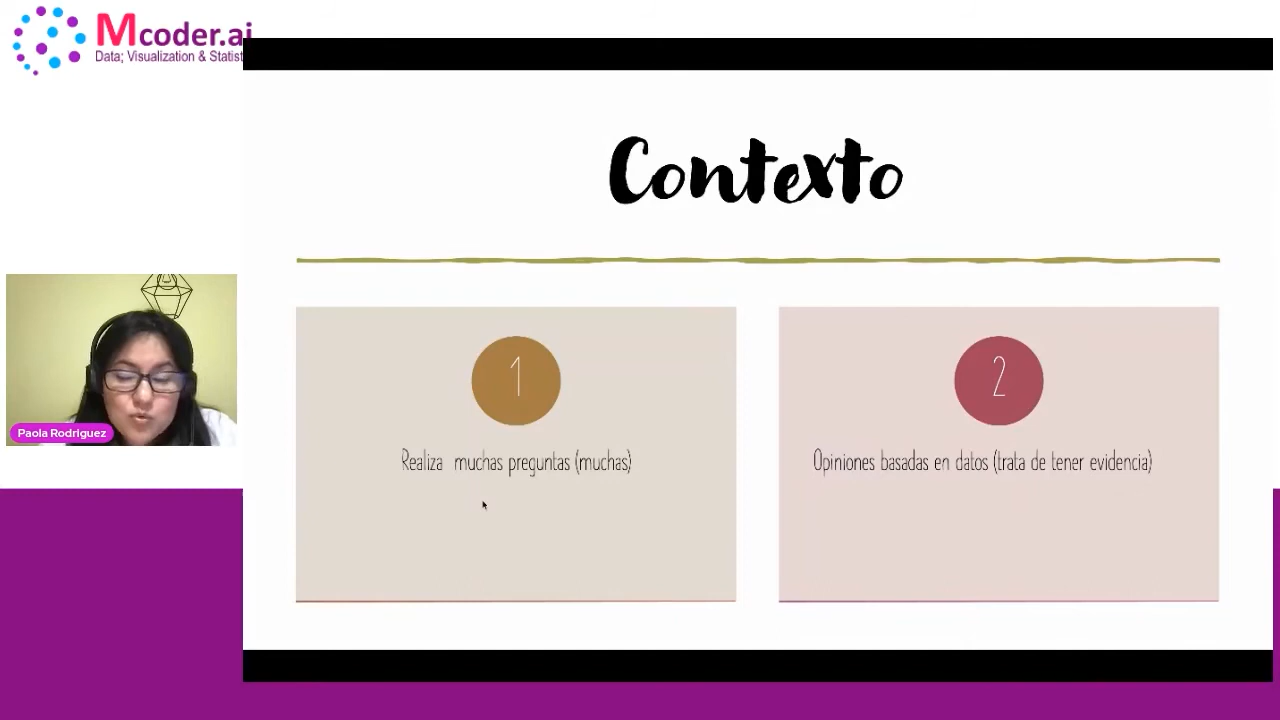 Mcoder.ai
Data; Visualization & Statist
Contexto
1
Realiza muchas preguntas (muchas)
2
Opiniones basadas en datos (trata de tener evidencia)
Paola Rodriguez